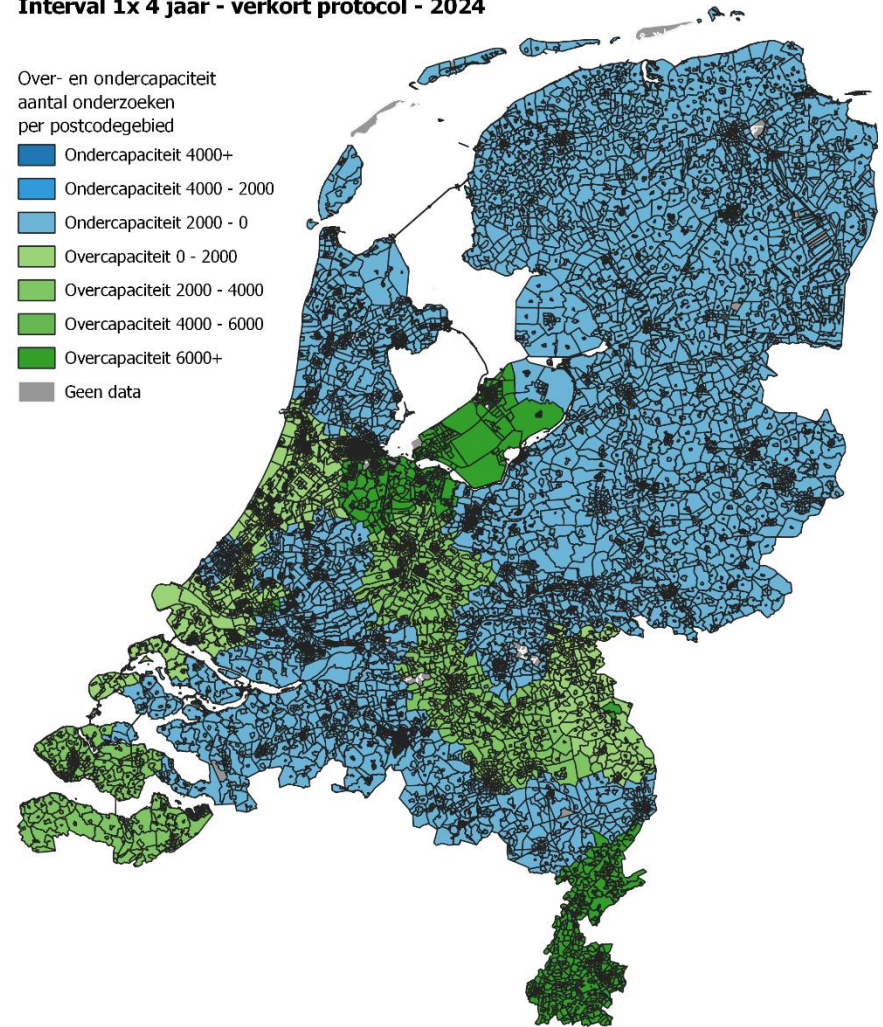 Interval 1x 4 jaar - verkort protocol - 2024
Over- en ondercapaciteit
aantal onderzoeken
per postcodegebied
Ondercapaciteit 4000+
Ondercapaciteit 4000 - 2000
Ondercapaciteit 2000 - 0
Overcapaciteit 0 - 2000
Overcapaciteit 2000 - 4000
Overcapaciteit 4000 - 6000
Overcapaciteit 6000+
Geen data